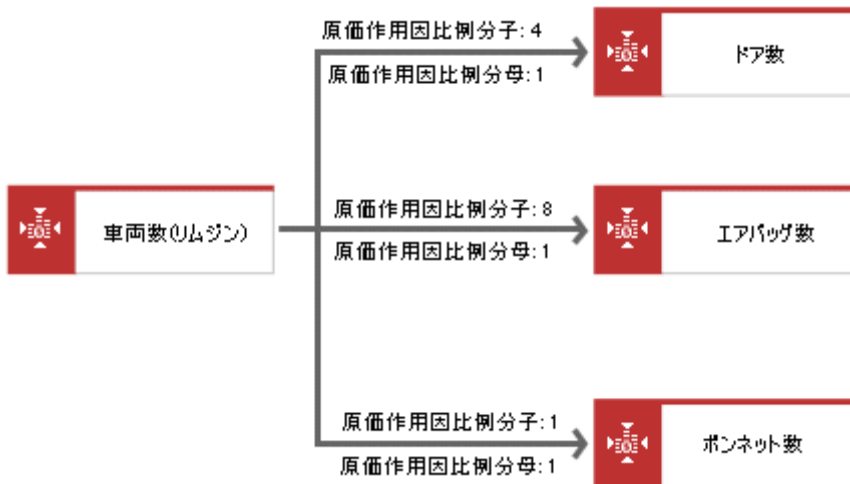 原価作用因比例分子: 4
原価作用因比例分母: 1
ドア数
車両数(リムジン)
原価作用因比例分子: 8
原価作用因比例分母: 1
エアバッグ数
原価作用因比例分子: 1
原価作用因比例分母: 1
ボンネット数